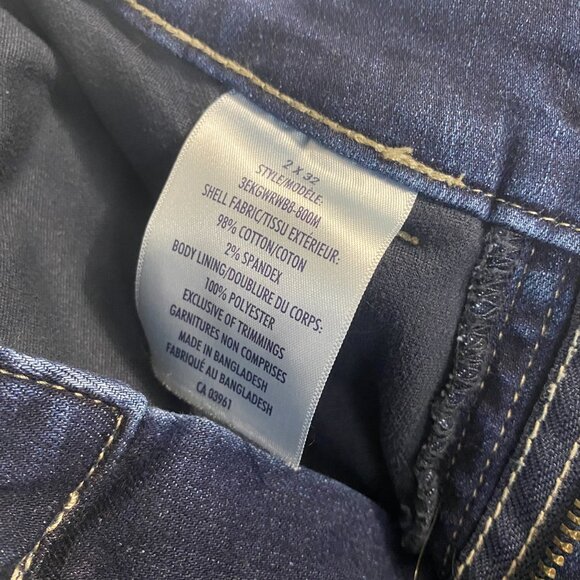 2 X 32
STYLE/MODÈLE:
3EKGWRWB8-800M
SHELL FABRIC/TISSU EXTÉRIEUR:
98% COTTON/COTON
2% SPANDEX
BODY LINING/DOUBLURE DU CORPS:
100% POLYESTER
EXCLUSIVE OF TRIMMINGS
GARNITURES NON COMPRISES
MADE IN BANGLADESH
FABRIQUÉ AU BANGLADESH
CA 03961